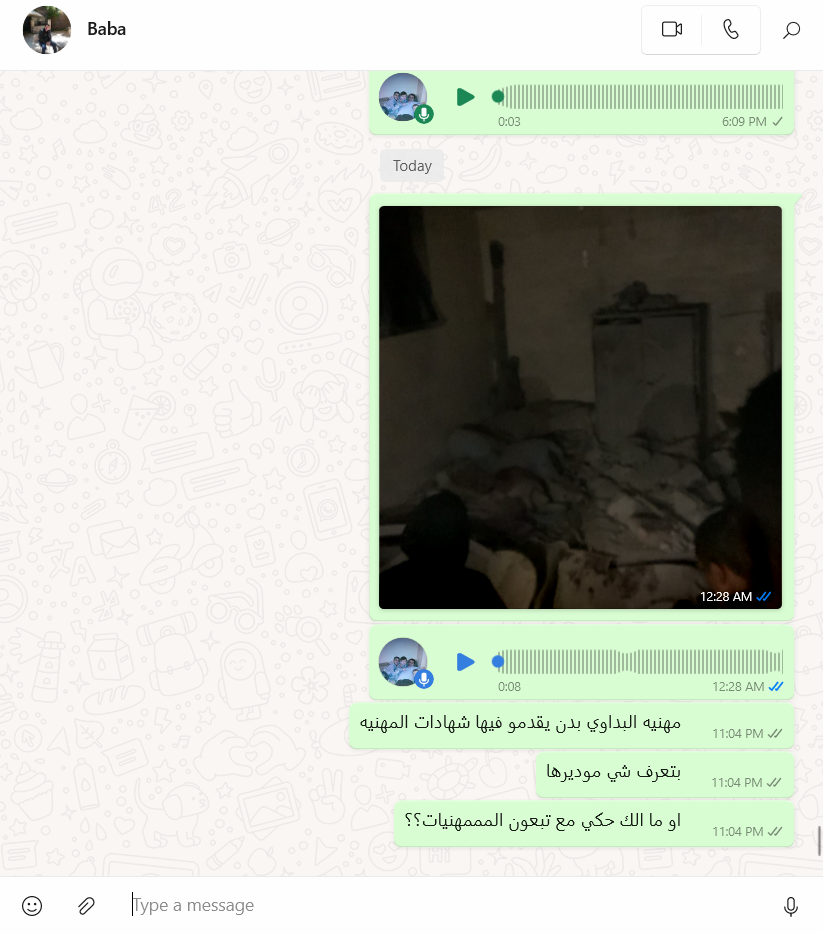 Baba
0:03
6:09 PM
Today
12:28 AM
0:08
12:28 AM
مهنيه البداوي بدن يقدمو فيها شهادات المهنيه
11:04 PM
بتعرف شي موديرها
11:04 PM
او ما الك حكي مع تبعون المممهنيات؟؟
11:04 PM
Type a message